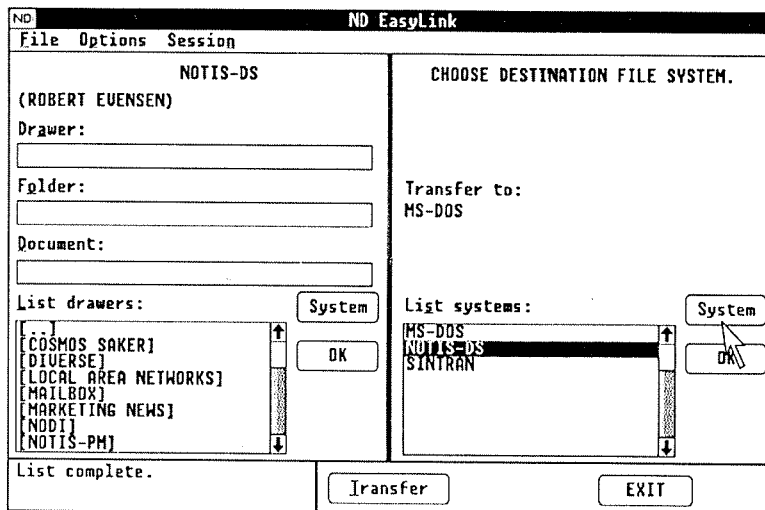 ND
ND EasyLink
File Options Session
NOTIS-DS
(ROBERT EVENSEN)
Drawer:
Folder:
Document:
List drawers:
System
[..]
[COSMOS SAKER]
[DIVERSE]
[LOCAL AREA NETWORKS]
[MAILBOX]
[MARKETING NEWS]
[NODI]
[NOTIS-PM]
OK
List complete.
CHOOSE DESTINATION FILE SYSTEM.
Transfer to:
MS-DOS
List systems:
System
MS-DOS
NOTIS-DS
SINTRAN
OK
Transfer
EXIT